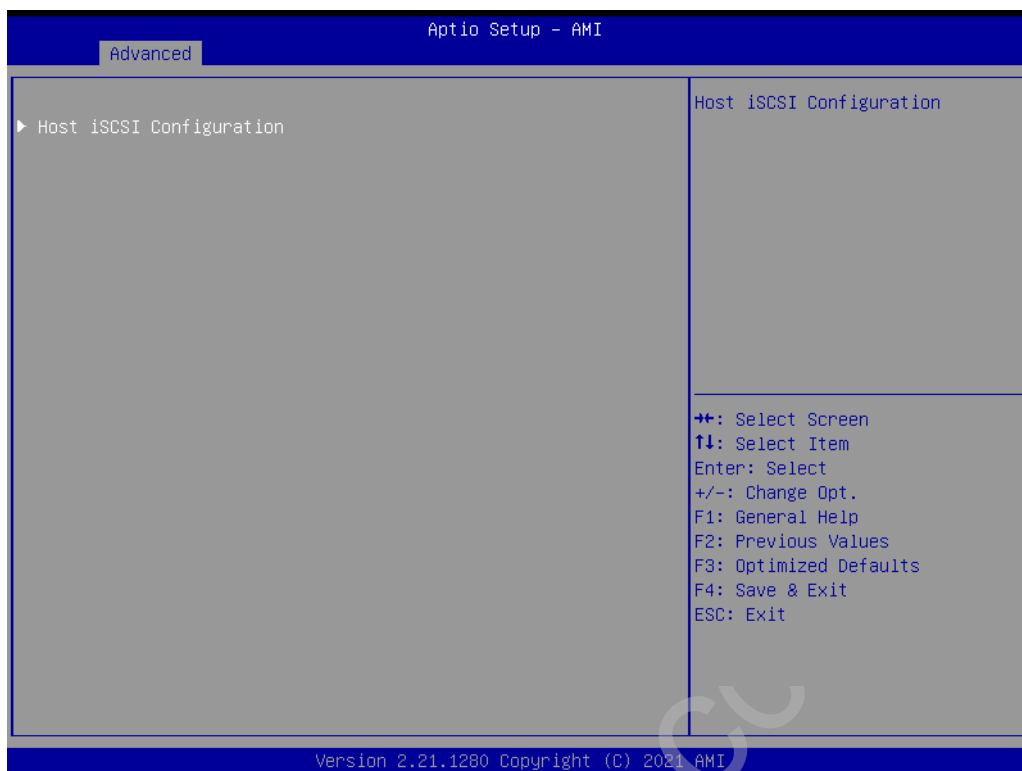 Aptio Setup – AMI
Advanced
▶ Host iSCSI Configuration
Host iSCSI Configuration
→←: Select Screen
↑↓: Select Item
Enter: Select
+/-: Change Opt.
F1: General Help
F2: Previous Values
F3: Optimized Defaults
F4: Save & Exit
ESC: Exit
Version 2.21.1280 Copyright (C) 2021 AMI